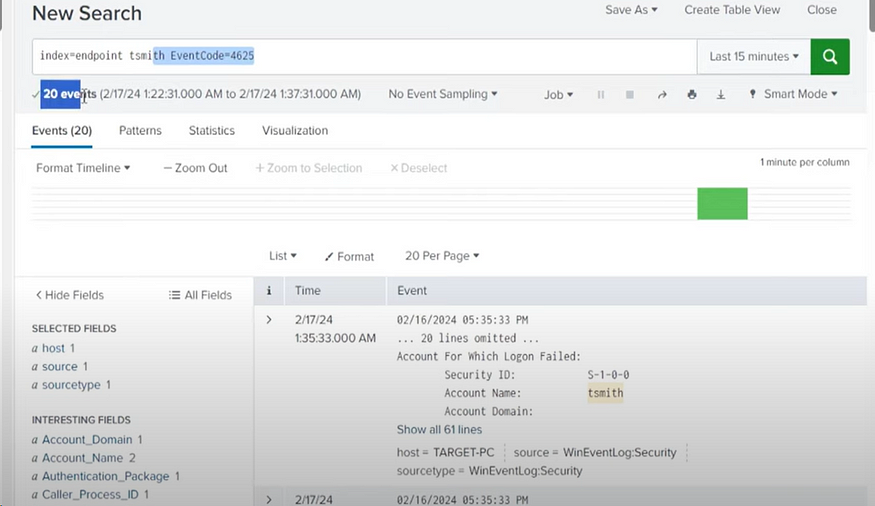 New Search
Save As ▾ Create Table View Close
index=endpoint tsmith EventCode=4625
Last 15 minutes ▾
✓ 20 events (2/17/24 1:22:31.000 AM to 2/17/24 1:37:31.000 AM) No Event Sampling ▾ Job ▾ Smart Mode ▾
Events (20) Patterns Statistics Visualization
Format Timeline ▾ — Zoom Out + Zoom to Selection × Deselect
1 minute per column
List ▾ Format 20 Per Page ▾
< Hide Fields All Fields
i Time Event
SELECTED FIELDS
a host 1
a source 1
a sourcetype 1
INTERESTING FIELDS
a Account_Domain 1
a Account_Name 2
a Authentication_Package 1
a Caller_Process_ID 1
> 2/17/24
1:35:33.000 AM
02/16/2024 05:35:33 PM
... 20 lines omitted ...
Account For Which Logon Failed:
Security ID: S-1-0-0
Account Name: tsmith
Account Domain:
Show all 61 lines
host = TARGET-PC source = WinEventLog:Security
sourcetype = WinEventLog:Security
> 2/17/24 02/16/2024 05:35:33 PM